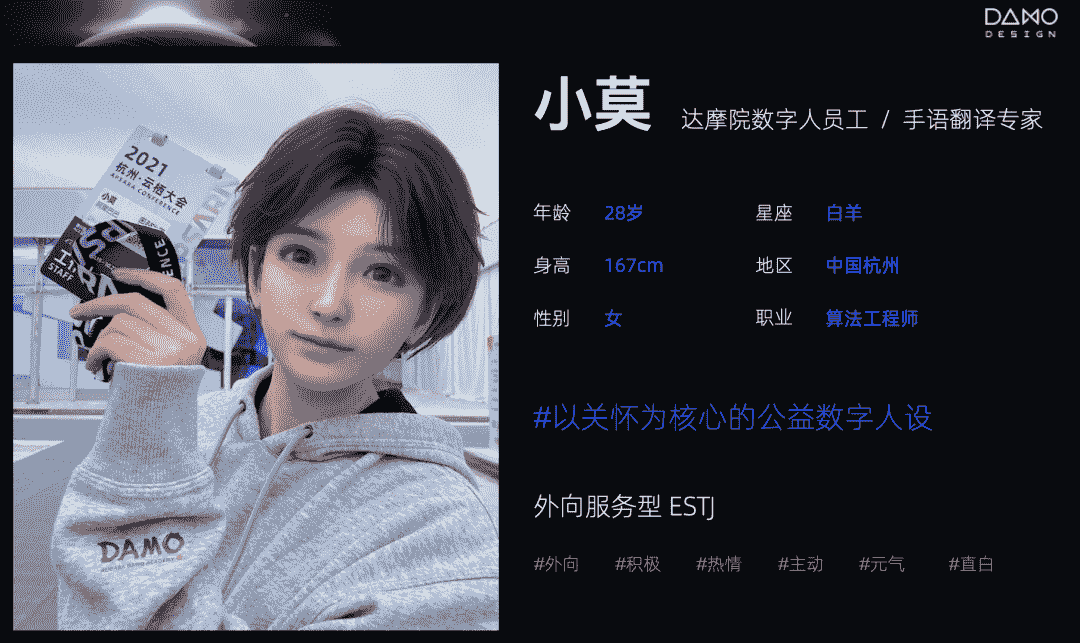 DAMO
DESIGN
小莫
达摩院数字人员工 / 手语翻译专家
2021
杭州·云栖大会
APSARA CONFERENCE
小莫
STAFF
DAMO
年龄 28岁 星座 白羊
身高 167cm 地区 中国杭州
性别 女 职业 算法工程师
#以关怀为核心的公益数字人设
外向服务型 ESTJ
#外向 #积极 #热情 #主动 #元气 #直白